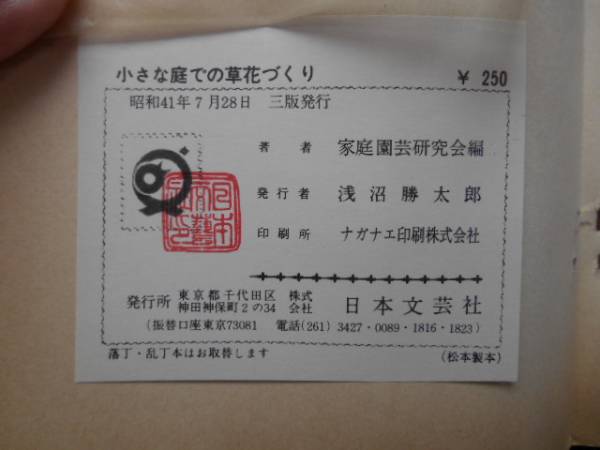 小さな庭での草花づくり ¥ 250
昭和41年7月28日 三版発行
著者 家庭園芸研究会編
発行者 浅沼勝太郎
印刷所 ナガナエ印刷株式会社
発行所 東京都千代田区神田神保町2の34 株式会社 日本文芸社
(振替口座東京73081 電話(261) 3427・0089・1816・1823)
落丁・乱丁本はお取替します (松本製本)